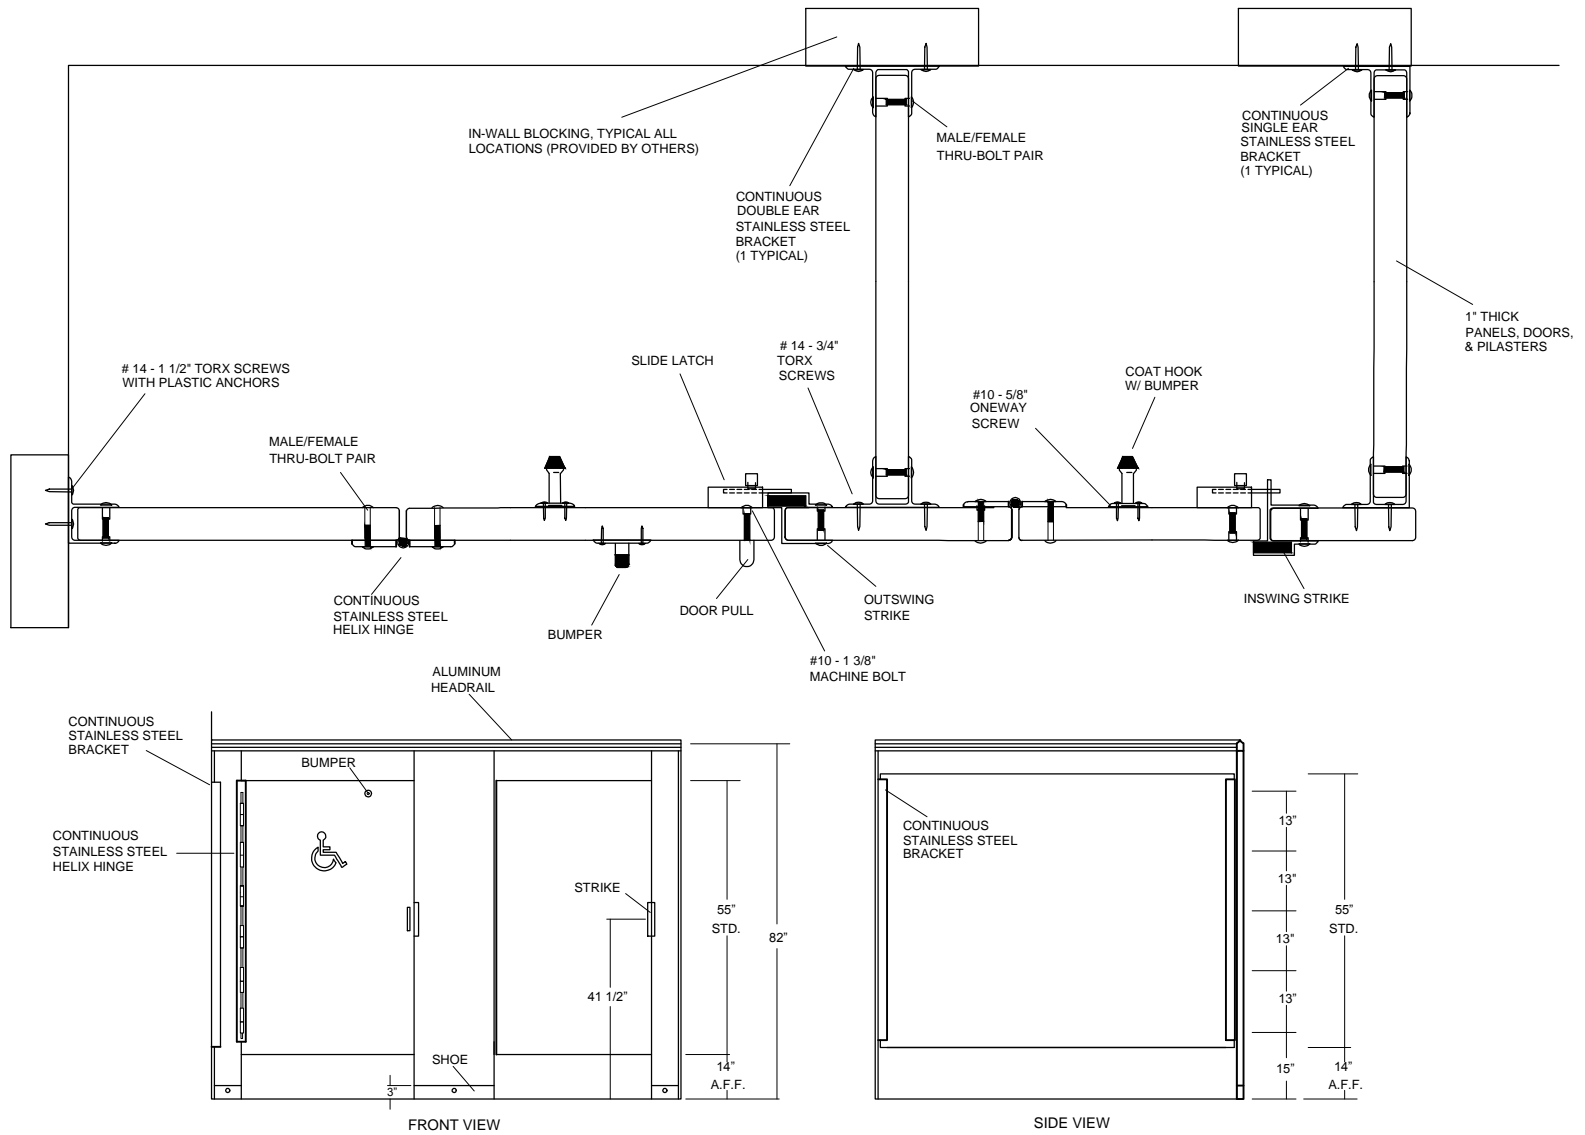 IN-WALL BLOCKING, TYPICAL ALL
LOCATIONS (PROVIDED BY OTHERS)
MALE/FEMALE
THRU-BOLT PAIR
CONTINUOUS
SINGLE EAR
STAINLESS STEEL
BRACKET
(1 TYPICAL)
CONTINUOUS
DOUBLE EAR
STAINLESS STEEL
BRACKET
(1 TYPICAL)
1" THICK
PANELS, DOORS,
& PILASTERS
# 14 - 1 1/2" TORX SCREWS
WITH PLASTIC ANCHORS
SLIDE LATCH
# 14 - 3/4"
TORX
SCREWS
COAT HOOK
W/ BUMPER
#10 - 5/8"
ONEWAY
SCREW
MALE/FEMALE
THRU-BOLT PAIR
CONTINUOUS
STAINLESS STEEL
HELIX HINGE
BUMPER
DOOR PULL
OUTSWING
STRIKE
INSWING STRIKE
#10 - 1 3/8"
MACHINE BOLT
ALUMINUM
HEADRAIL
CONTINUOUS
STAINLESS STEEL
BRACKET
BUMPER
CONTINUOUS
STAINLESS STEEL
HELIX HINGE
STRIKE
55"
STD.
82"
41 1/2"
SHOE
3"
14"
A.F.F.
FRONT VIEW
CONTINUOUS
STAINLESS STEEL
BRACKET
13"
13"
13"
13"
15"
55"
STD.
14"
A.F.F.
SIDE VIEW